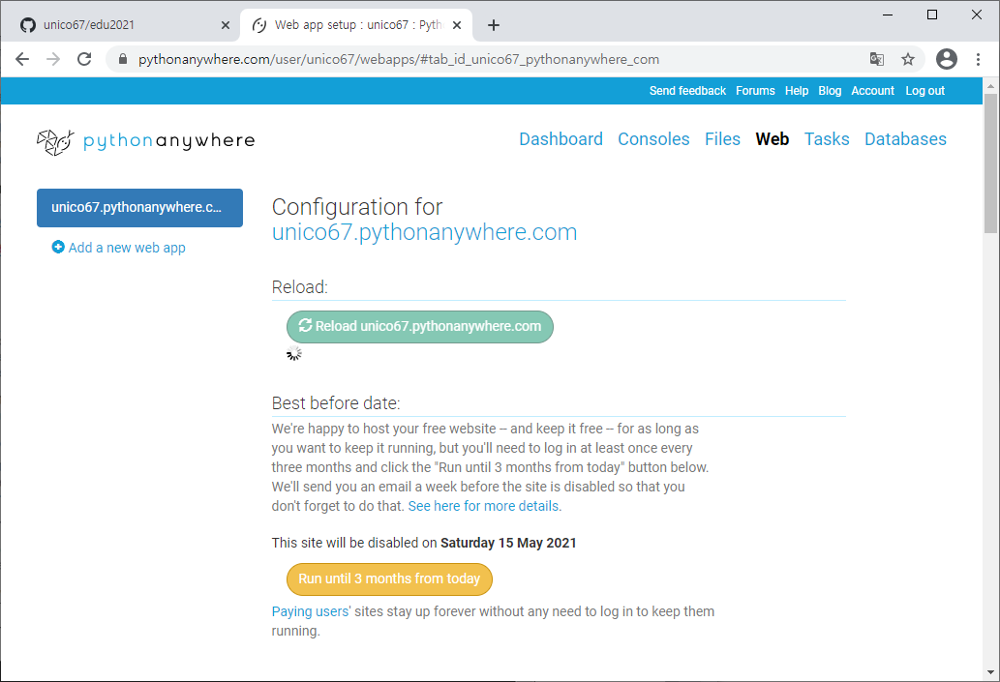 unico67/edu2021
Web app setup : unico67 : Pyth
pythonanywhere.com/user/unico67/webapps/#tab_id_unico67_pythonanywhere_com
Send feedback Forums Help Blog Account Log out
pythonanywhere
Dashboard Consoles Files Web Tasks Databases
unico67.pythonanywhere.c...
Add a new web app
Configuration for
unico67.pythonanywhere.com
Reload:
Reload unico67.pythonanywhere.com
Best before date:
We're happy to host your free website -- and keep it free -- for as long as
you want to keep it running, but you'll need to log in at least once every
three months and click the "Run until 3 months from today" button below.
We'll send you an email a week before the site is disabled so that you
don't forget to do that. See here for more details.
This site will be disabled on Saturday 15 May 2021
Run until 3 months from today
Paying users' sites stay up forever without any need to log in to keep them
running.